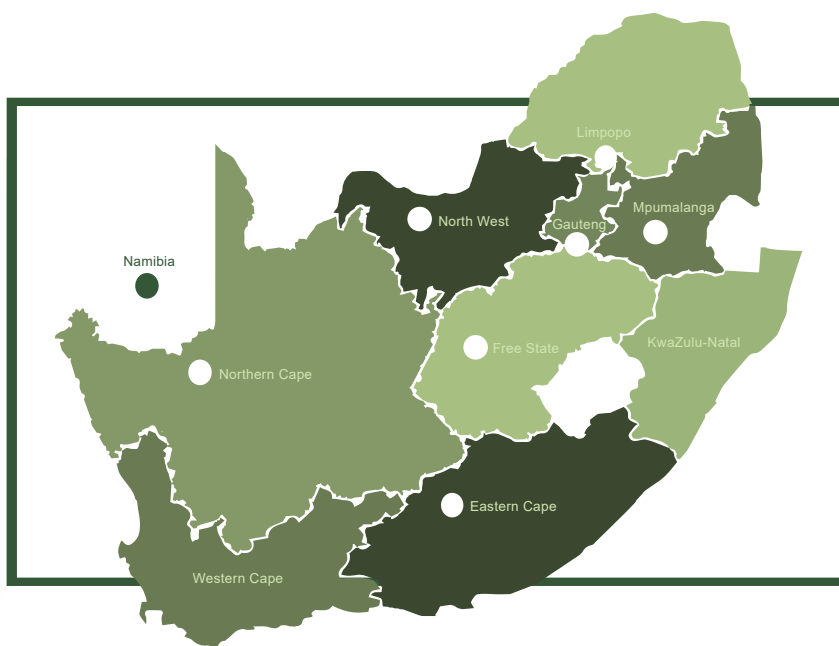 Limpopo
Mpumalanga
North West
Gauteng
Namibia
KwaZulu-Natal
Free State
Northern Cape
Eastern Cape
Western Cape